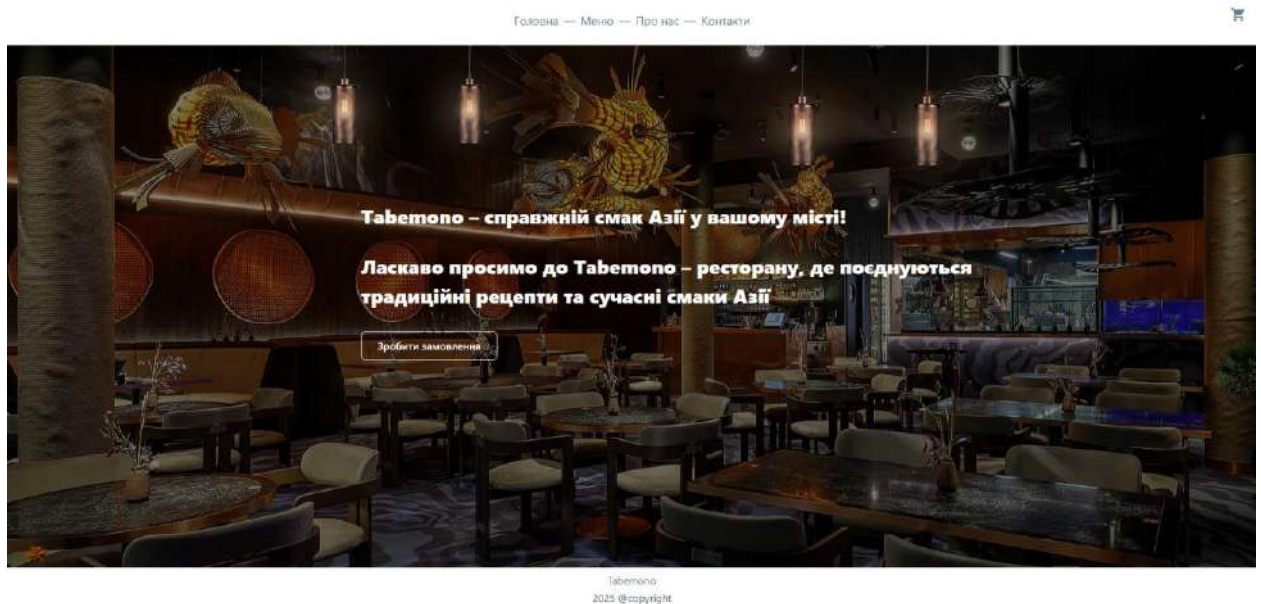 Головна — Меню — Про нас — Контакти
Tabemono – справжній смак Азії у вашому місті!
Ласкаво просимо до Tabemono – ресторану, де поєднуються
традиційні рецепти та сучасні смаки Азії
Зробити замовлення
Tabemono
2025 @copyright